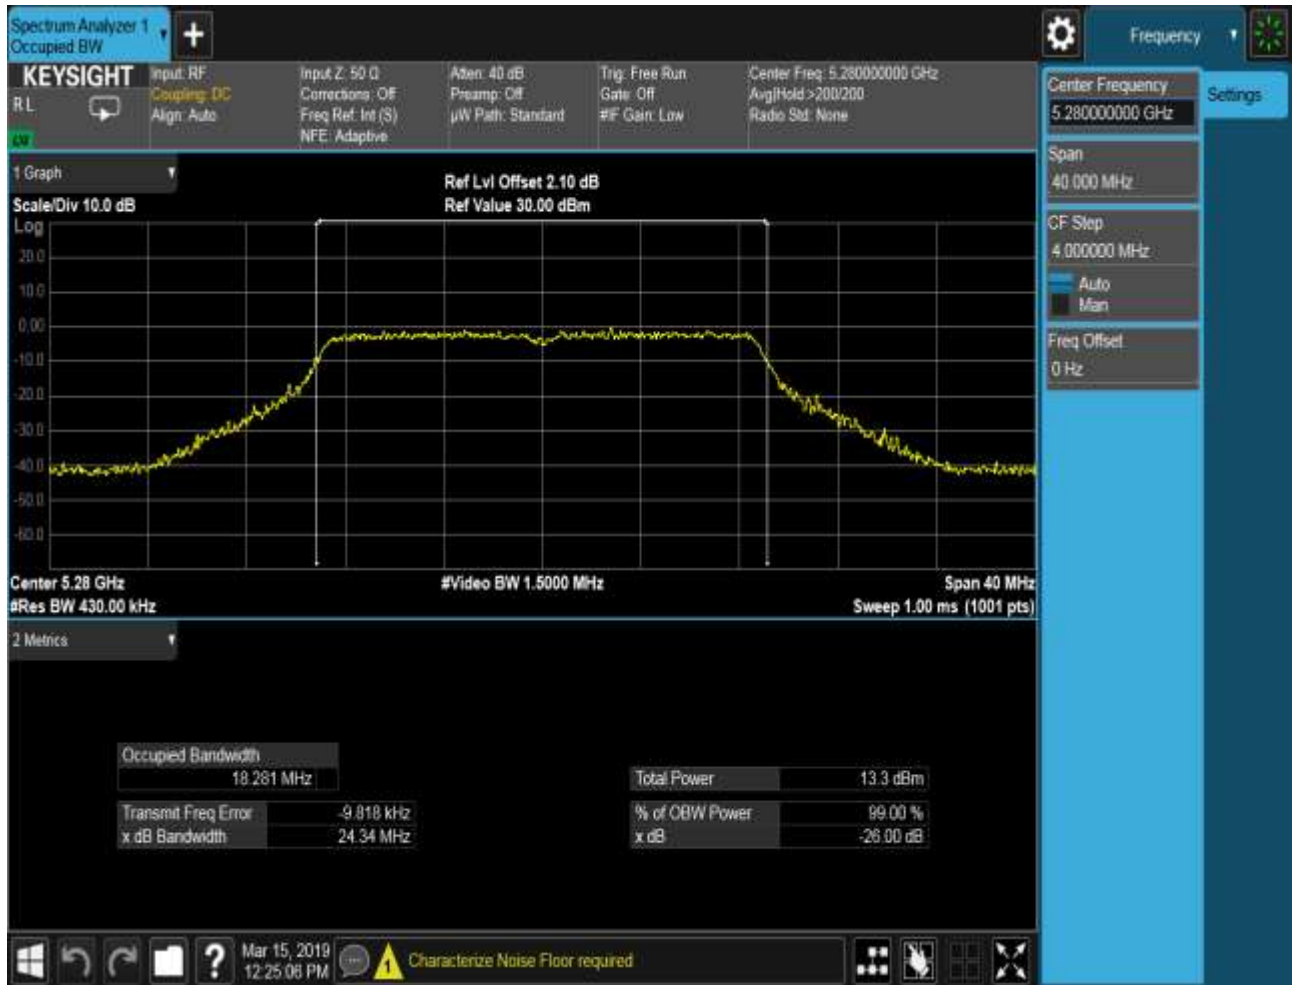 Spectrum Analyzer 1
Occupied BW
Frequency
KEYSIGHT
R L
Input: RF
Coupling: DC
Align: Auto
Input Z: 50 Ω
Corrections: Off
Freq Ref: Int (S)
NFE: Adaptive
Atten: 40 dB
Preamp: Off
µW Path: Standard
Trig: Free Run
Gate: Off
#IF Gain: Low
Center Freq: 5.280000000 GHz
Avg|Hold:>200/200
Radio Std: None
Center Frequency
5.280000000 GHz
Settings
Span
40.000 MHz
CF Step
4.000000 MHz
Auto
Man
Freq Offset
0 Hz
1 Graph
Scale/Div 10.0 dB
Ref Lvl Offset 2.10 dB
Ref Value 30.00 dBm
Log
20.0
10.0
0.00
-10.0
-20.0
-30.0
-40.0
-50.0
-60.0
Center 5.28 GHz
#Video BW 1.5000 MHz
Span 40 MHz
#Res BW 430.00 kHz
Sweep 1.00 ms (1001 pts)
2 Metrics
Occupied Bandwidth
18.281 MHz
Total Power 13.3 dBm
Transmit Freq Error -9.818 kHz
% of OBW Power 99.00 %
x dB Bandwidth 24.34 MHz
x dB -26.00 dB
?
Mar 15, 2019
12:25:06 PM
1
Characterize Noise Floor required